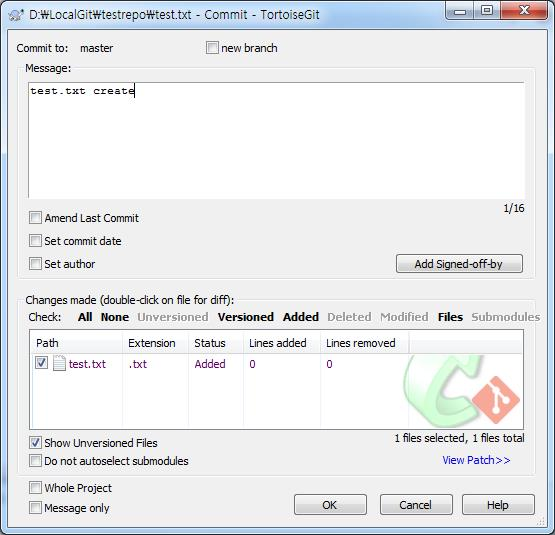 D:₩LocalGit₩testrepo₩test.txt - Commit - TortoiseGit
Commit to: master new branch
Message:
test.txt create
1/16
Amend Last Commit
Set commit date
Set author Add Signed-off-by
Changes made (double-click on file for diff):
Check: All None Unversioned Versioned Added Deleted Modified Files Submodules
Path Extension Status Lines added Lines removed
test.txt .txt Added 0 0
Show Unversioned Files 1 files selected, 1 files total
Do not autoselect submodules View Patch>>
Whole Project
Message only OK Cancel Help